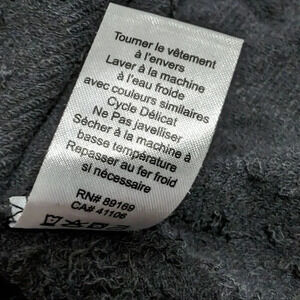 Tourner le vêtement
à l'envers
Laver à la machine
à l'eau froide
avec couleurs similaires
Cycle Délicat
Ne Pas javelliser
Sécher à la machine à
basse température
Repasser au fer froid
si nécessaire
RN# 89169
CA# 41106